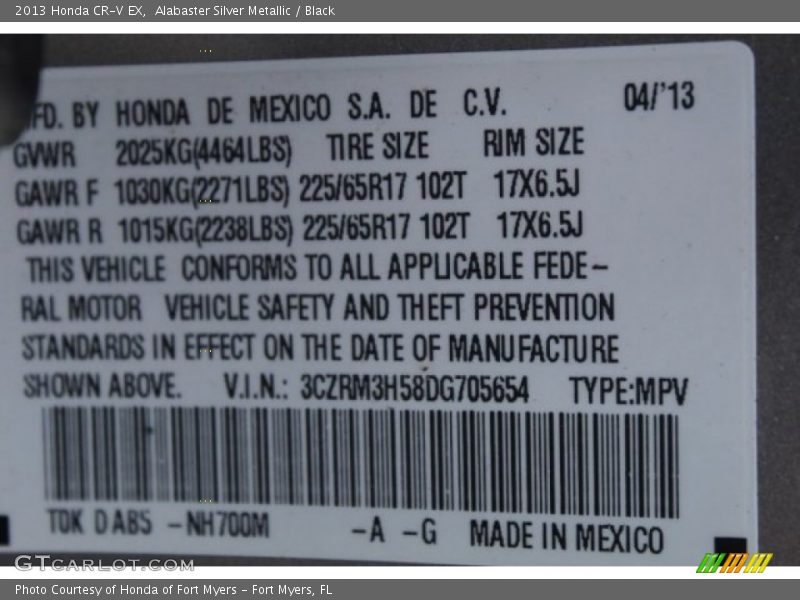 2013 Honda CR-V EX,  Alabaster Silver Metallic / Black
MFD. BY HONDA DE MEXICO S.A. DE C.V. 04/'13
GVWR 2025KG(4464LBS) TIRE SIZE RIM SIZE
GAWR F 1030KG(2271LBS) 225/65R17 102T 17X6.5J
GAWR R 1015KG(2238LBS) 225/65R17 102T 17X6.5J
THIS VEHICLE CONFORMS TO ALL APPLICABLE FEDE-
RAL MOTOR VEHICLE SAFETY AND THEFT PREVENTION
STANDARDS IN EFFECT ON THE DATE OF MANUFACTURE
SHOWN ABOVE. V.I.N.: 3CZRM3H58DG705654 TYPE:MPV
T0K D AB5 -NH700M -A -G MADE IN MEXICO
GTCARLOT.COM
Photo Courtesy of Honda of Fort Myers - Fort Myers, FL